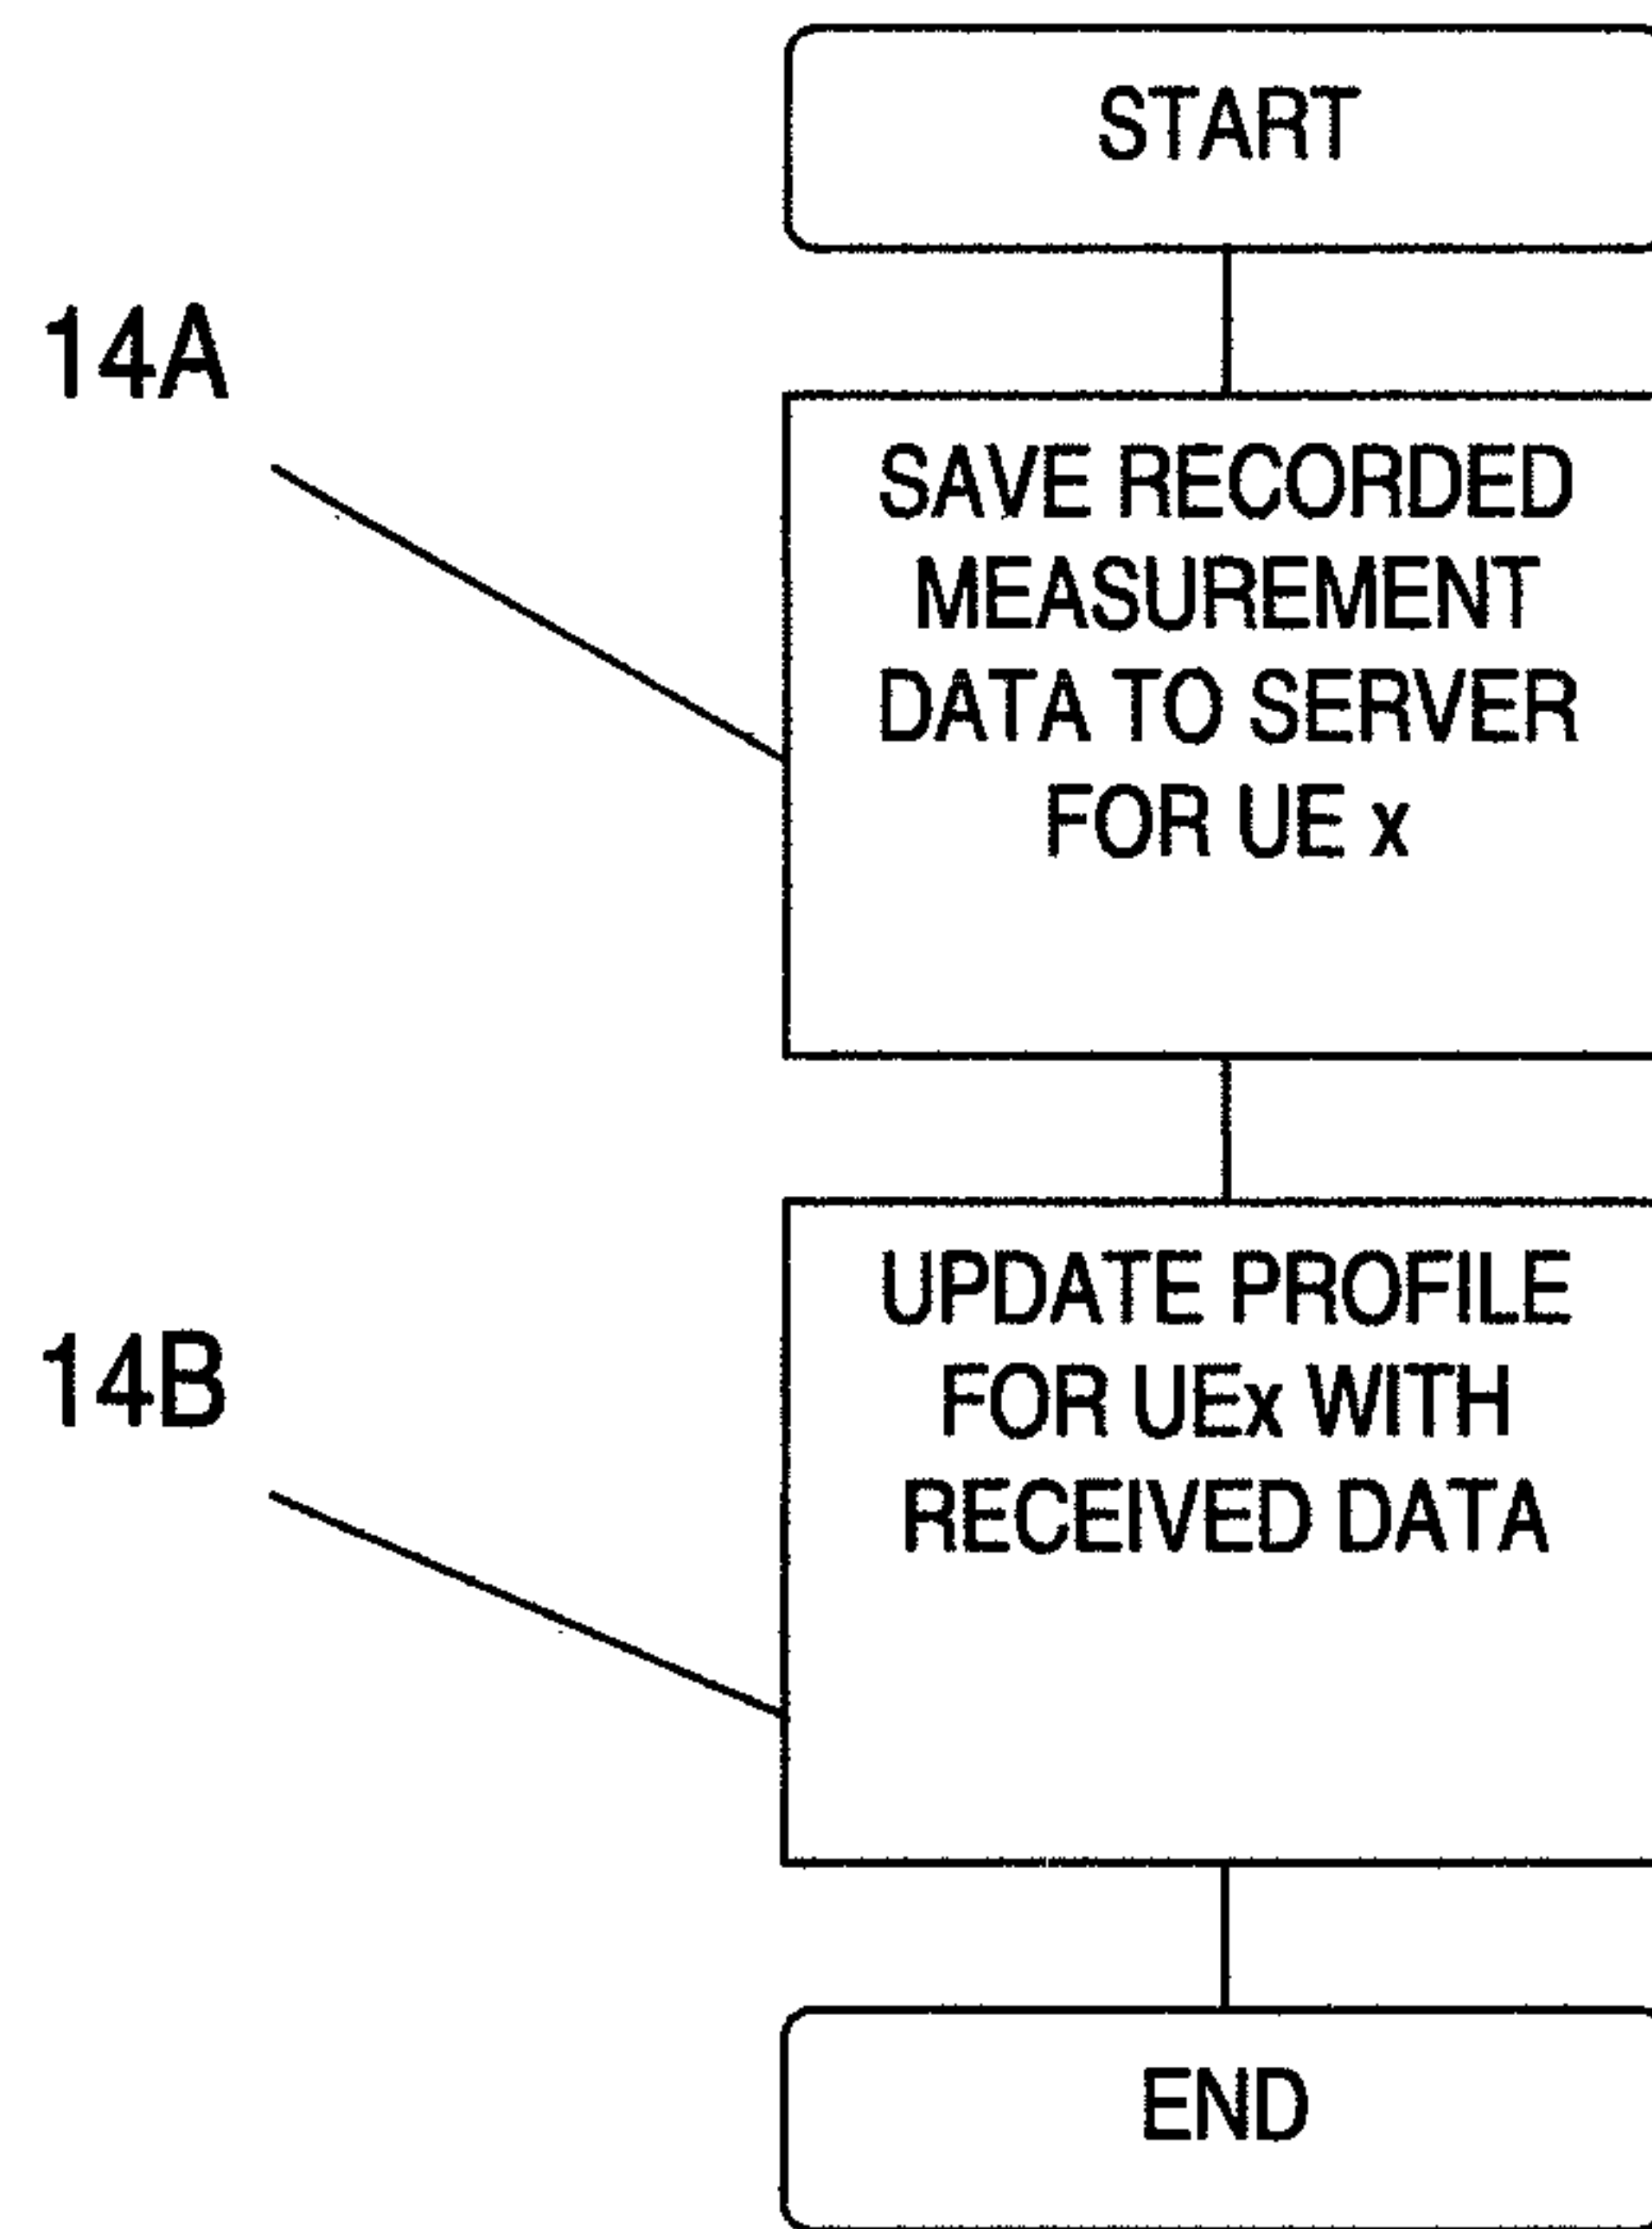 START
14A
SAVE RECORDED
MEASUREMENT
DATA TO SERVER
FOR UE x
14B
UPDATE PROFILE
FOR UEx WITH
RECEIVED DATA
END